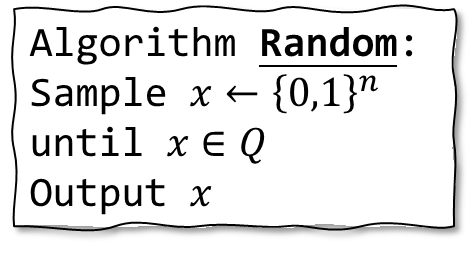 Algorithm Random:
Sample x ← {0,1}ⁿ
until x ∈ Q
Output x